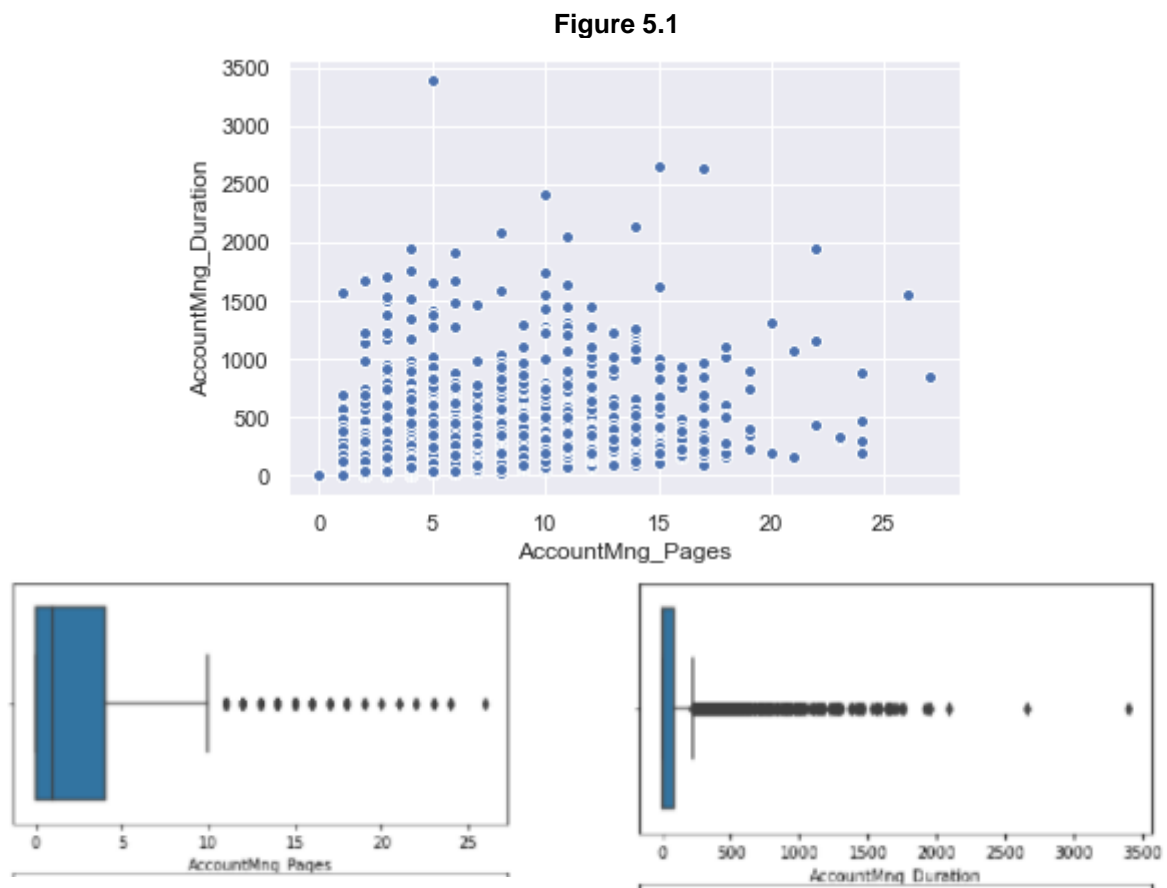 Figure 5.1
3500
3000
2500
2000
1500
1000
500
0
AccountMng_Duration
0 5 10 15 20 25
AccountMng_Pages
0 5 10 15 20 25
AccountMng_Pages
0 500 1000 1500 2000 2500 3000 3500
AccountMng_Duration